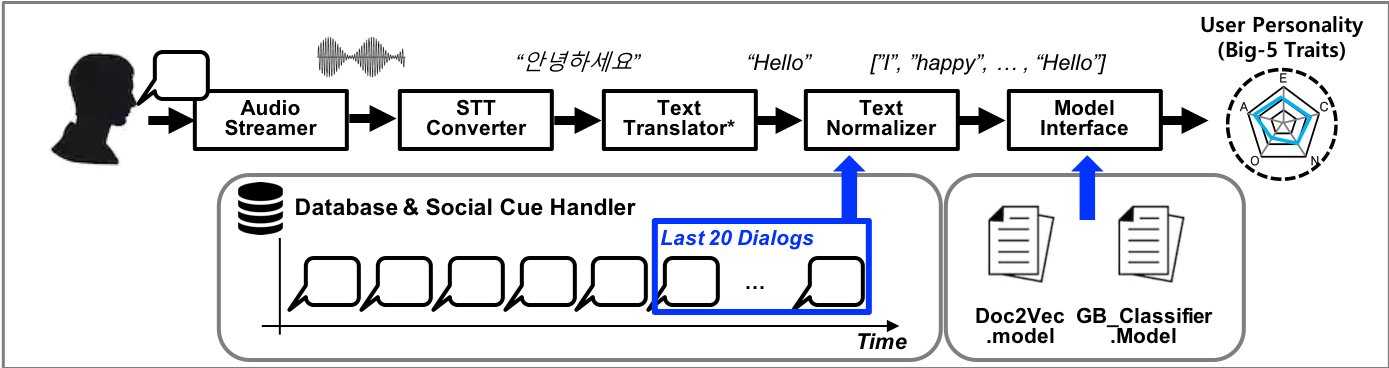 User Personality
(Big-5 Traits)
“안녕하세요”
“Hello”
["I", ”happy”, … , “Hello”]
Audio
Streamer
STT
Converter
Text
Translator*
Text
Normalizer
Model
Interface
E
A
C
O
N
Database & Social Cue Handler
Last 20 Dialogs
...
Time
Doc2Vec
.model
GB_Classifier
.Model